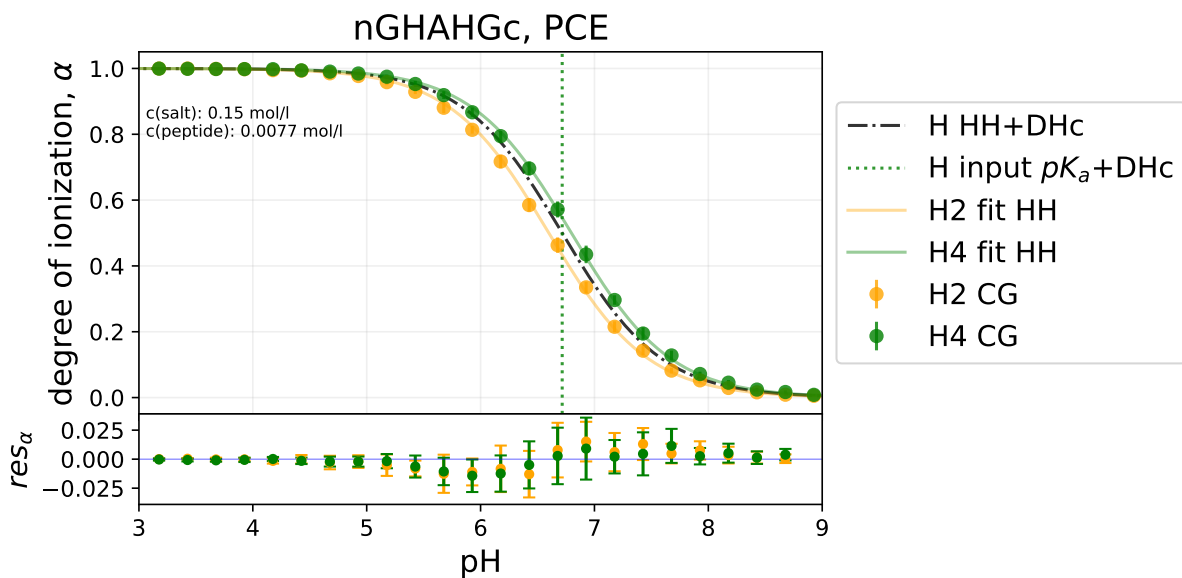 nGHAHGc, PCE
degree of ionization, α
1.0
0.8
0.6
0.4
0.2
0.0
c(salt): 0.15 mol/l
c(peptide): 0.0077 mol/l
H HH+DHc
H input pKₐ+DHc
H2 fit HH
H4 fit HH
H2 CG
H4 CG
res_α
0.025
0.000
−0.025
3 4 5 6 7 8 9
pH